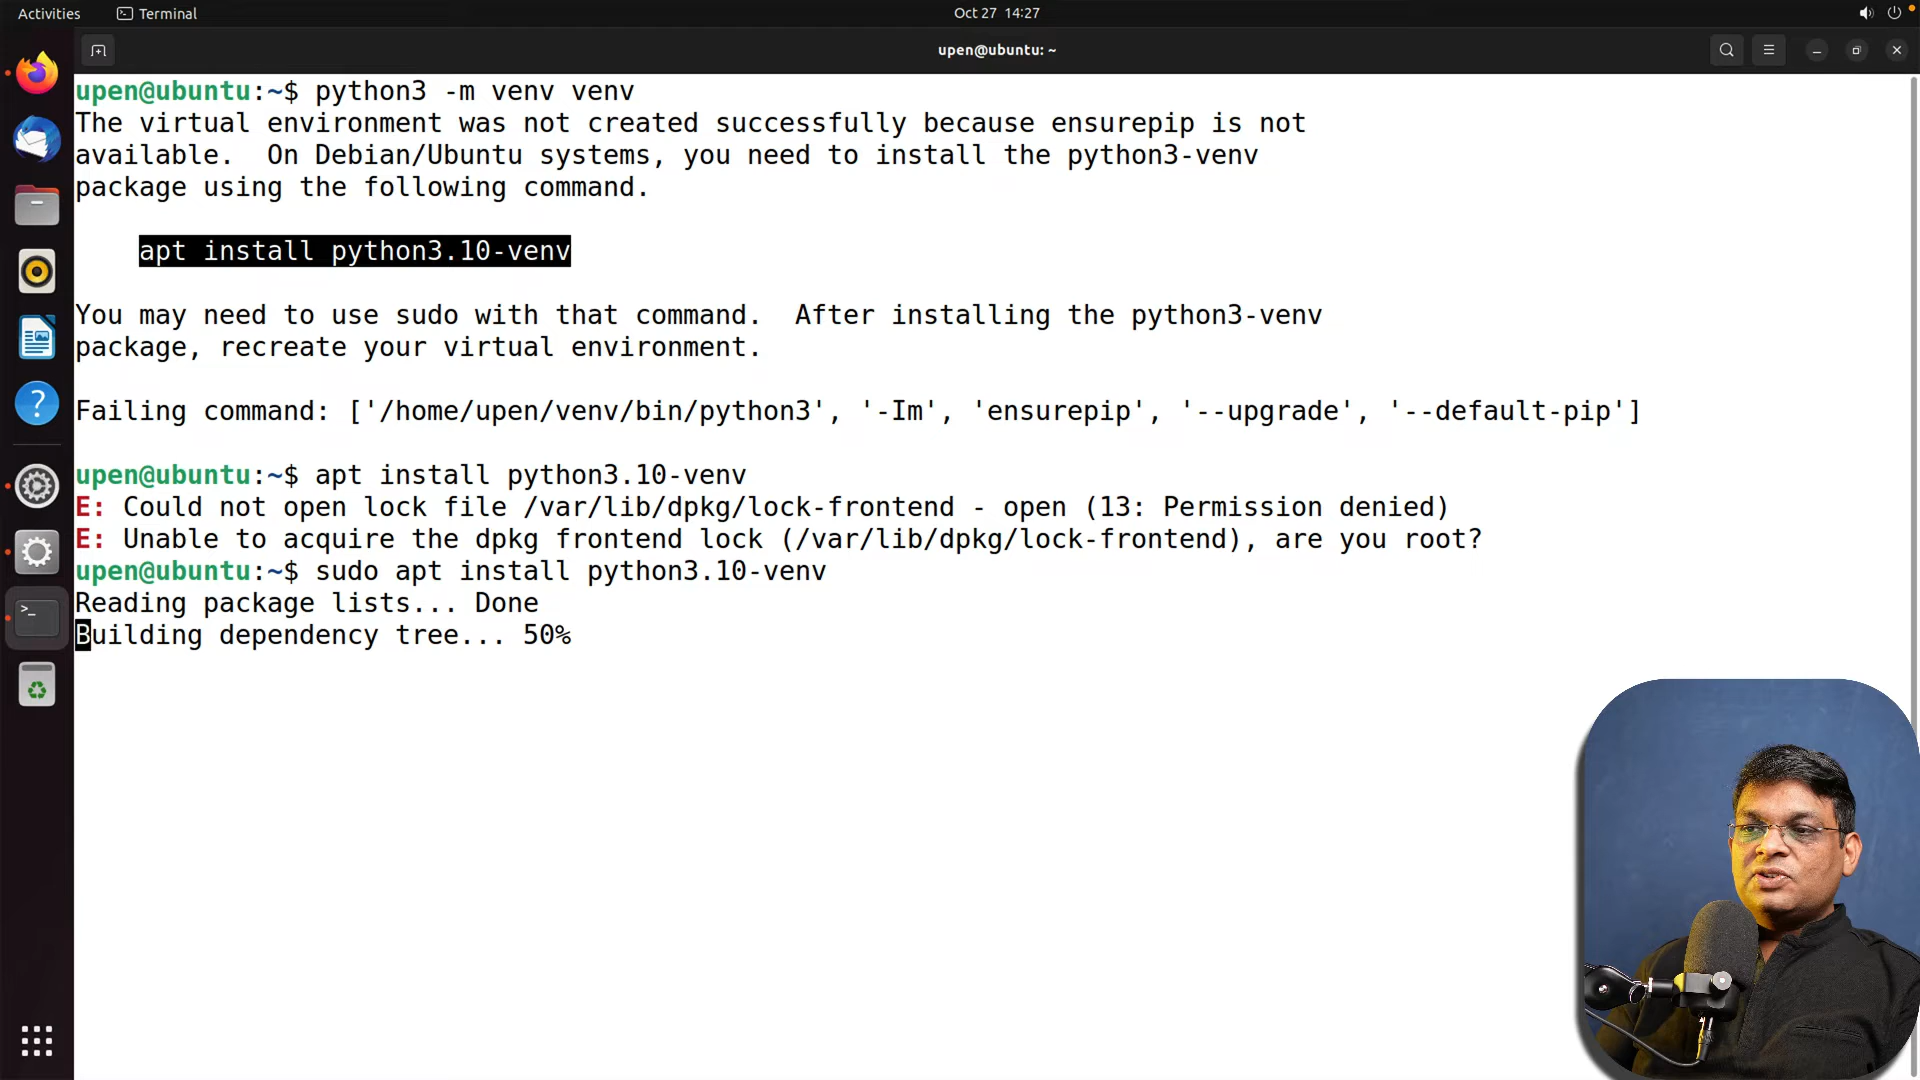 Activities
Terminal
Oct 27 14:27
upen@ubuntu: ~
upen@ubuntu:~$ python3 -m venv venv
The virtual environment was not created successfully because ensurepip is not
available.  On Debian/Ubuntu systems, you need to install the python3-venv
package using the following command.
apt install python3.10-venv
You may need to use sudo with that command.  After installing the python3-venv
package, recreate your virtual environment.
Failing command: ['/home/upen/venv/bin/python3', '-Im', 'ensurepip', '--upgrade', '--default-pip']
upen@ubuntu:~$ apt install python3.10-venv
E: Could not open lock file /var/lib/dpkg/lock-frontend - open (13: Permission denied)
E: Unable to acquire the dpkg frontend lock (/var/lib/dpkg/lock-frontend), are you root?
upen@ubuntu:~$ sudo apt install python3.10-venv
Reading package lists... Done
Building dependency tree... 50%